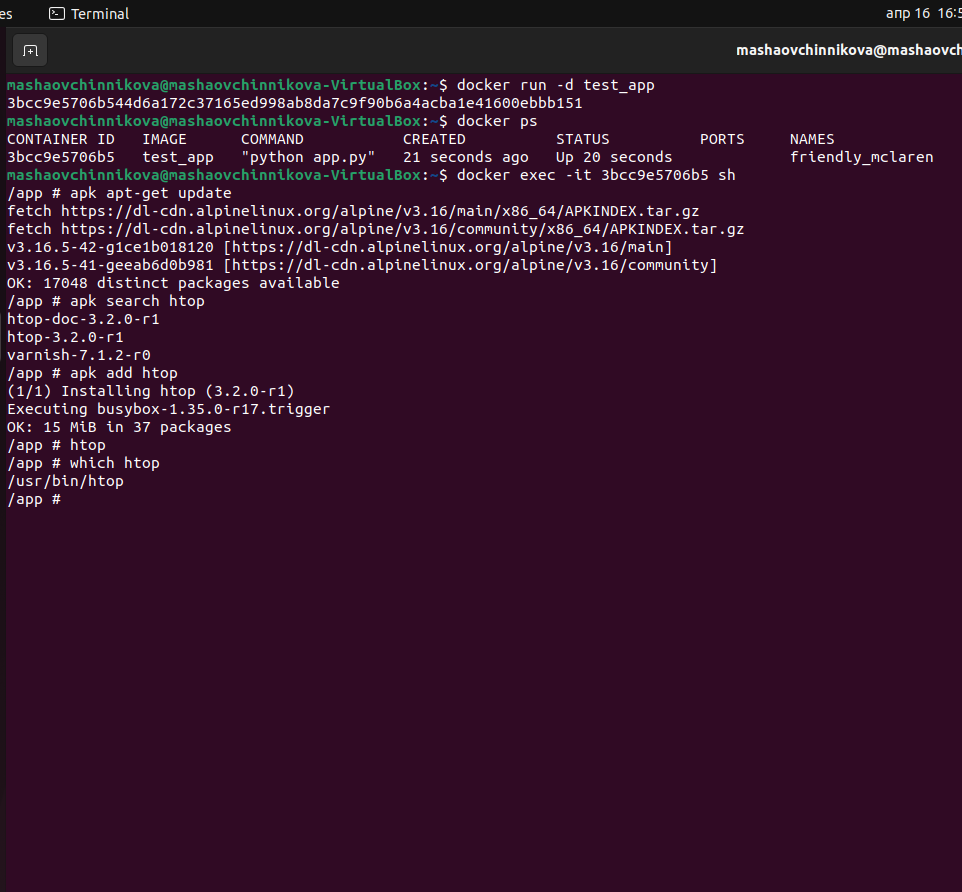 es Terminal апр 16 16:5
mashaovchinnikova@mashaovch
mashaovchinnikova@mashaovchinnikova-VirtualBox:~$ docker run -d test_app
3bcc9e5706b544d6a172c37165ed998ab8da7c9f90b6a4acba1e41600ebbb151
mashaovchinnikova@mashaovchinnikova-VirtualBox:~$ docker ps
CONTAINER ID   IMAGE      COMMAND           CREATED          STATUS          PORTS     NAMES
3bcc9e5706b5   test_app   "python app.py"   21 seconds ago   Up 20 seconds             friendly_mclaren
mashaovchinnikova@mashaovchinnikova-VirtualBox:~$ docker exec -it 3bcc9e5706b5 sh
/app # apk apt-get update
fetch https://dl-cdn.alpinelinux.org/alpine/v3.16/main/x86_64/APKINDEX.tar.gz
fetch https://dl-cdn.alpinelinux.org/alpine/v3.16/community/x86_64/APKINDEX.tar.gz
v3.16.5-42-g1ce1b018120 [https://dl-cdn.alpinelinux.org/alpine/v3.16/main]
v3.16.5-41-geeab6d0b981 [https://dl-cdn.alpinelinux.org/alpine/v3.16/community]
OK: 17048 distinct packages available
/app # apk search htop
htop-doc-3.2.0-r1
htop-3.2.0-r1
varnish-7.1.2-r0
/app # apk add htop
(1/1) Installing htop (3.2.0-r1)
Executing busybox-1.35.0-r17.trigger
OK: 15 MiB in 37 packages
/app # htop
/app # which htop
/usr/bin/htop
/app #